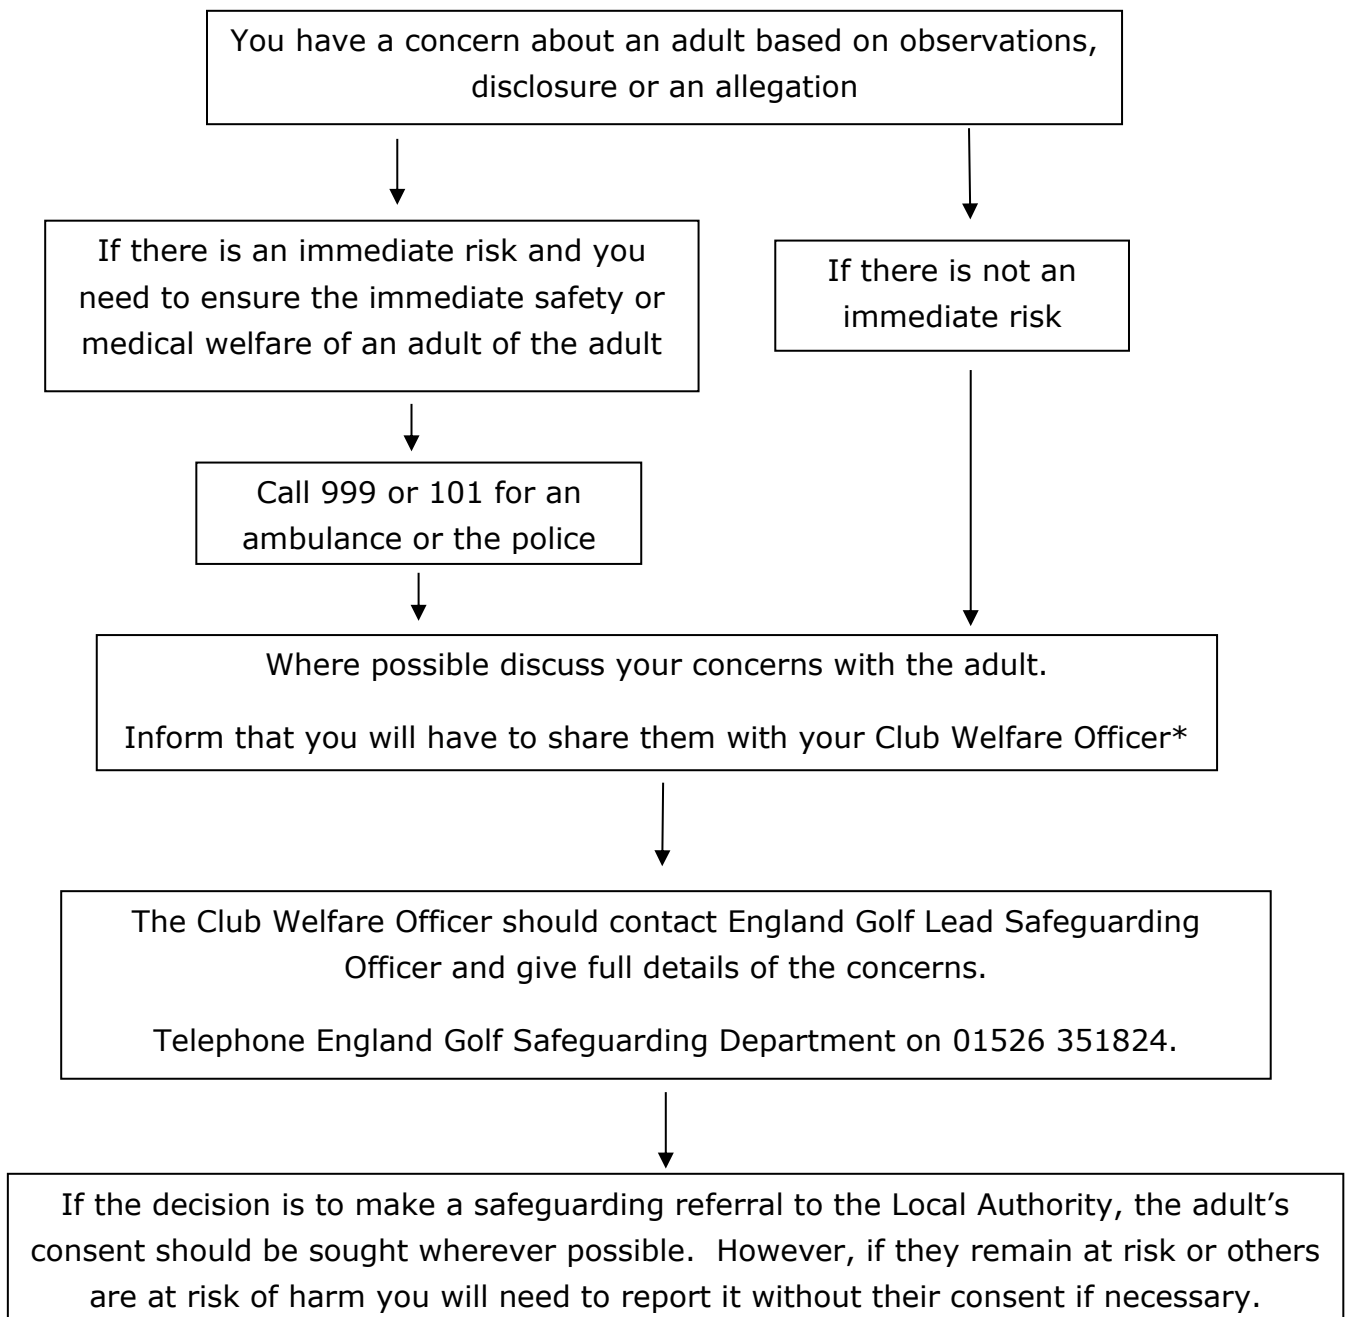 You have a concern about an adult based on observations,
disclosure or an allegation
If there is an immediate risk and you
need to ensure the immediate safety or
medical welfare of an adult of the adult
If there is not an
immediate risk
Call 999 or 101 for an
ambulance or the police
Where possible discuss your concerns with the adult.
Inform that you will have to share them with your Club Welfare Officer*
The Club Welfare Officer should contact England Golf Lead Safeguarding
Officer and give full details of the concerns.
Telephone England Golf Safeguarding Department on 01526 351824.
If the decision is to make a safeguarding referral to the Local Authority, the adult’s
consent should be sought wherever possible.  However, if they remain at risk or others
are at risk of harm you will need to report it without their consent if necessary.